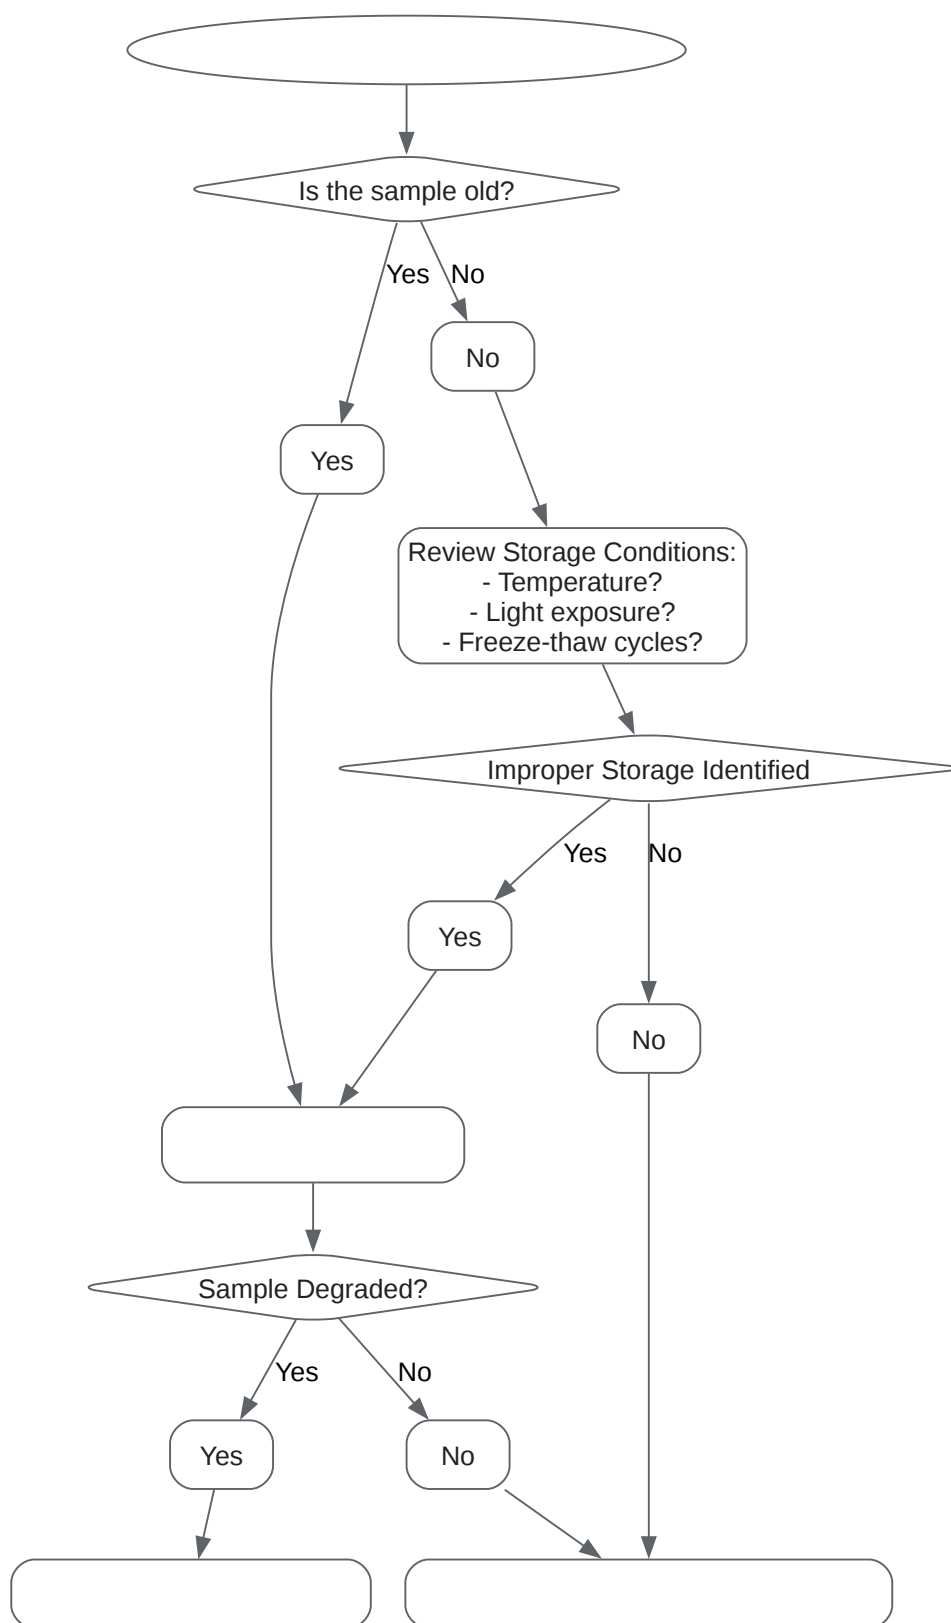 Is the sample old?
Yes
No
No
Yes
Review Storage Conditions:
- Temperature?
- Light exposure?
- Freeze-thaw cycles?
Improper Storage Identified
Yes
No
Yes
No
Sample Degraded?
Yes
No
Yes
No